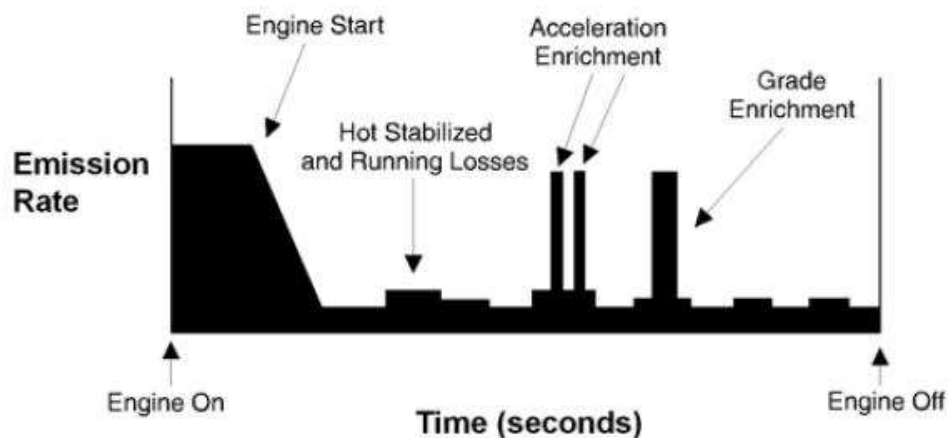 Engine Start
Acceleration
Enrichment
Grade
Enrichment
Hot Stabilized
and Running Losses
Emission
Rate
Engine On
Time (seconds)
Engine Off